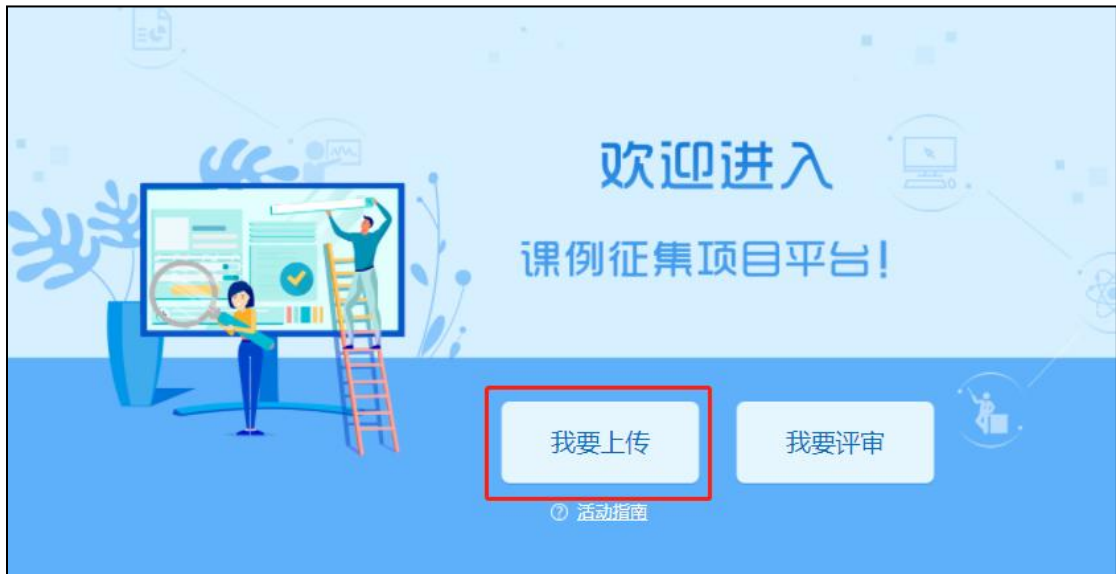 欢迎进入
课例征集项目平台！
我要上传
我要评审
活动指南